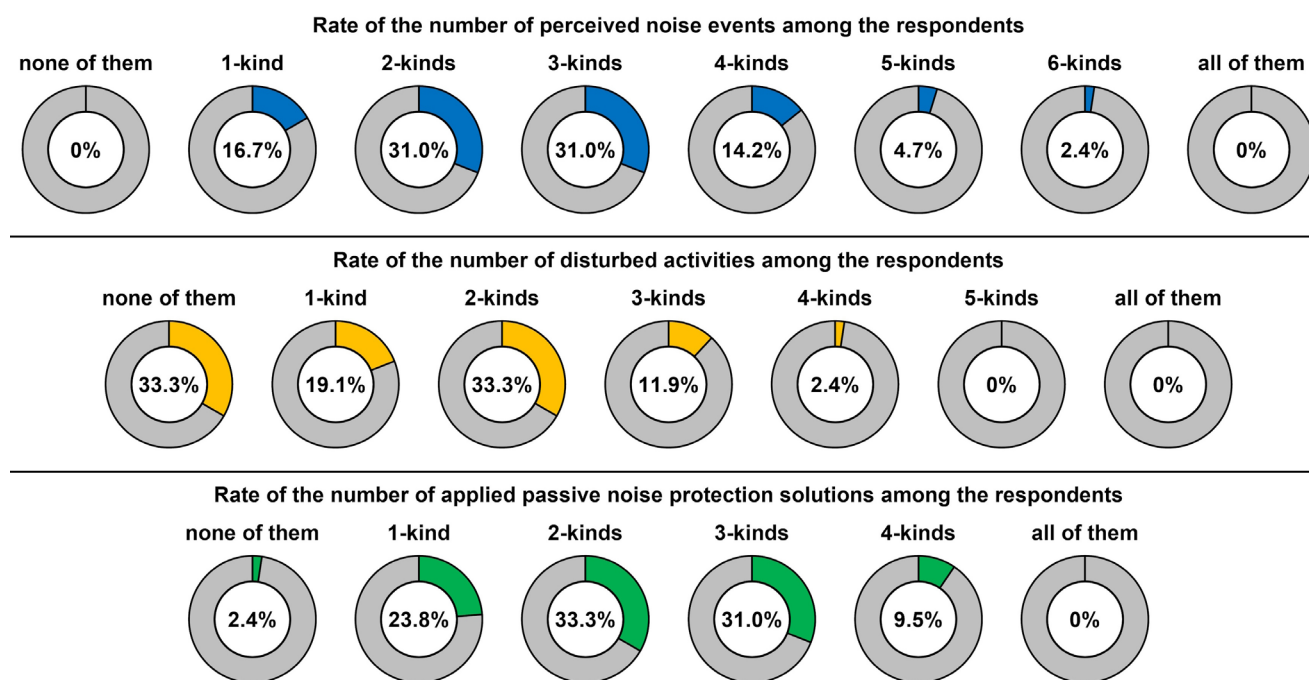 Rate of the number of perceived noise events among the respondents
none of them 1-kind 2-kinds 3-kinds 4-kinds 5-kinds 6-kinds all of them
0% 16.7% 31.0% 31.0% 14.2% 4.7% 2.4% 0%
Rate of the number of disturbed activities among the respondents
none of them 1-kind 2-kinds 3-kinds 4-kinds 5-kinds all of them
33.3% 19.1% 33.3% 11.9% 2.4% 0% 0%
Rate of the number of applied passive noise protection solutions among the respondents
none of them 1-kind 2-kinds 3-kinds 4-kinds all of them
2.4% 23.8% 33.3% 31.0% 9.5% 0%